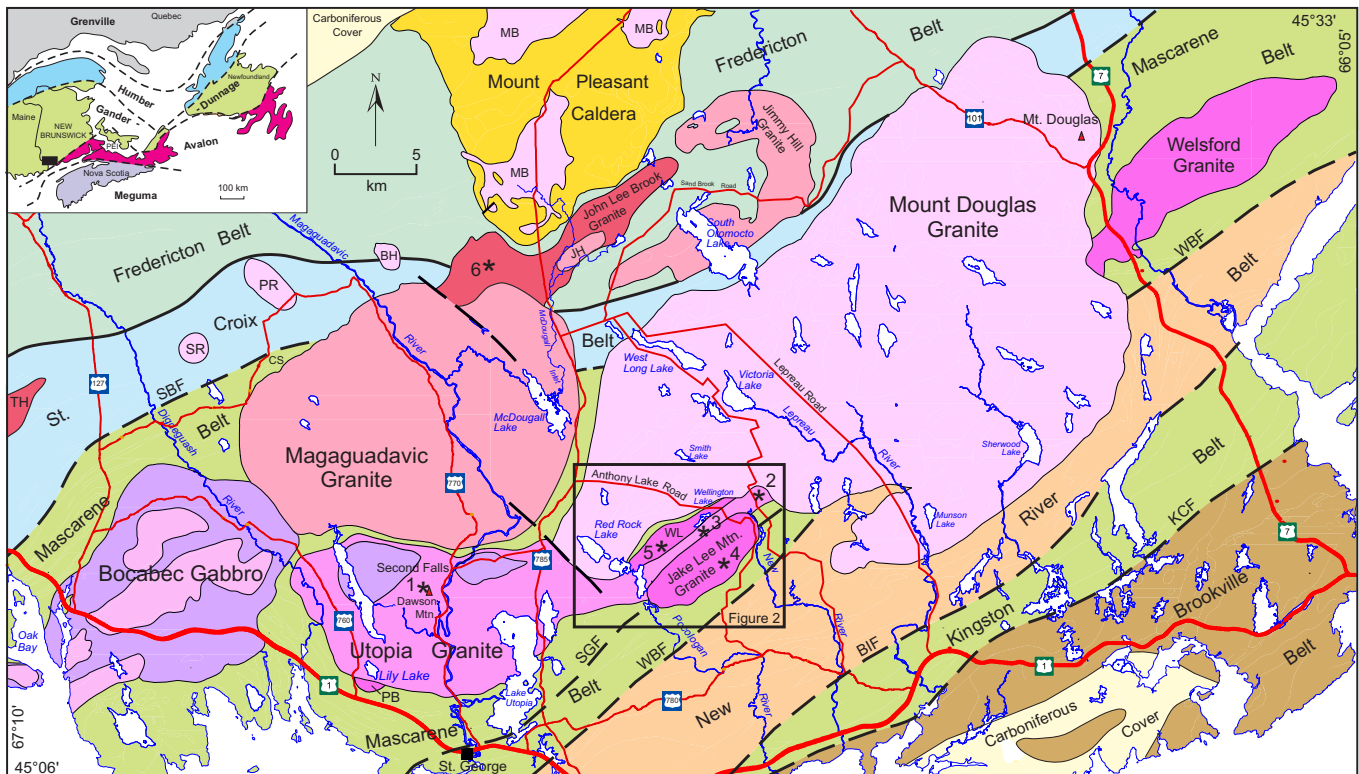 Grenville
Quebec
Newfoundland
Humber
Dunnage
Gander
Maine
NEW
BRUNSWICK
PEI
Avalon
Nova Scotia
Meguma
100 km
Carboniferous
Cover
MB
MB
Mount Pleasant
Caldera
MB
N
0 5
km
Fredericton
Belt
45°33'
66°05'
Mascarene
Belt
7
101
Mt. Douglas
Welsford
Granite
Jimmy Hill
Granite
Sand Brook Road
John Lee Brook
Granite
South
Oromocto
Lake
JH
Mount Douglas
Granite
WBF
Belt
Magaguadavic
River
Fredericton Belt
BH
6*
PR
SR
Croix
St.
Belt
CS
SBF
127
TH
Belt
Mascarene
Digdeguash
River
McDougall
Inlet
McDougall
Lake
Magaguadavic
Granite
770
West
Long Lake
Victoria
Lake
Lepreau Road
Lepreau
River
Smith
Lake
Sherwood
Lake
Anthony Lake Road
Wellington
Lake
2
*
3
*
WL
5*
Jake Lee Mtn.
Granite
*4
Red Rock
Lake
New
River
Figure 2
Munson
Lake
River
Belt
KCF
7
Bocabec Gabbro
Second Falls
1*
Dawson
Mtn.
785
760
Utopia Granite
Lily Lake
Lake
Utopia
PB
1
Oak
Bay
SGF
WBF
Belt
Popologan
River
780
New
BIF
Kingston
1
Brookville
Belt
Carboniferous
Cover
Mascarene
St. George
67°10'
45°06'